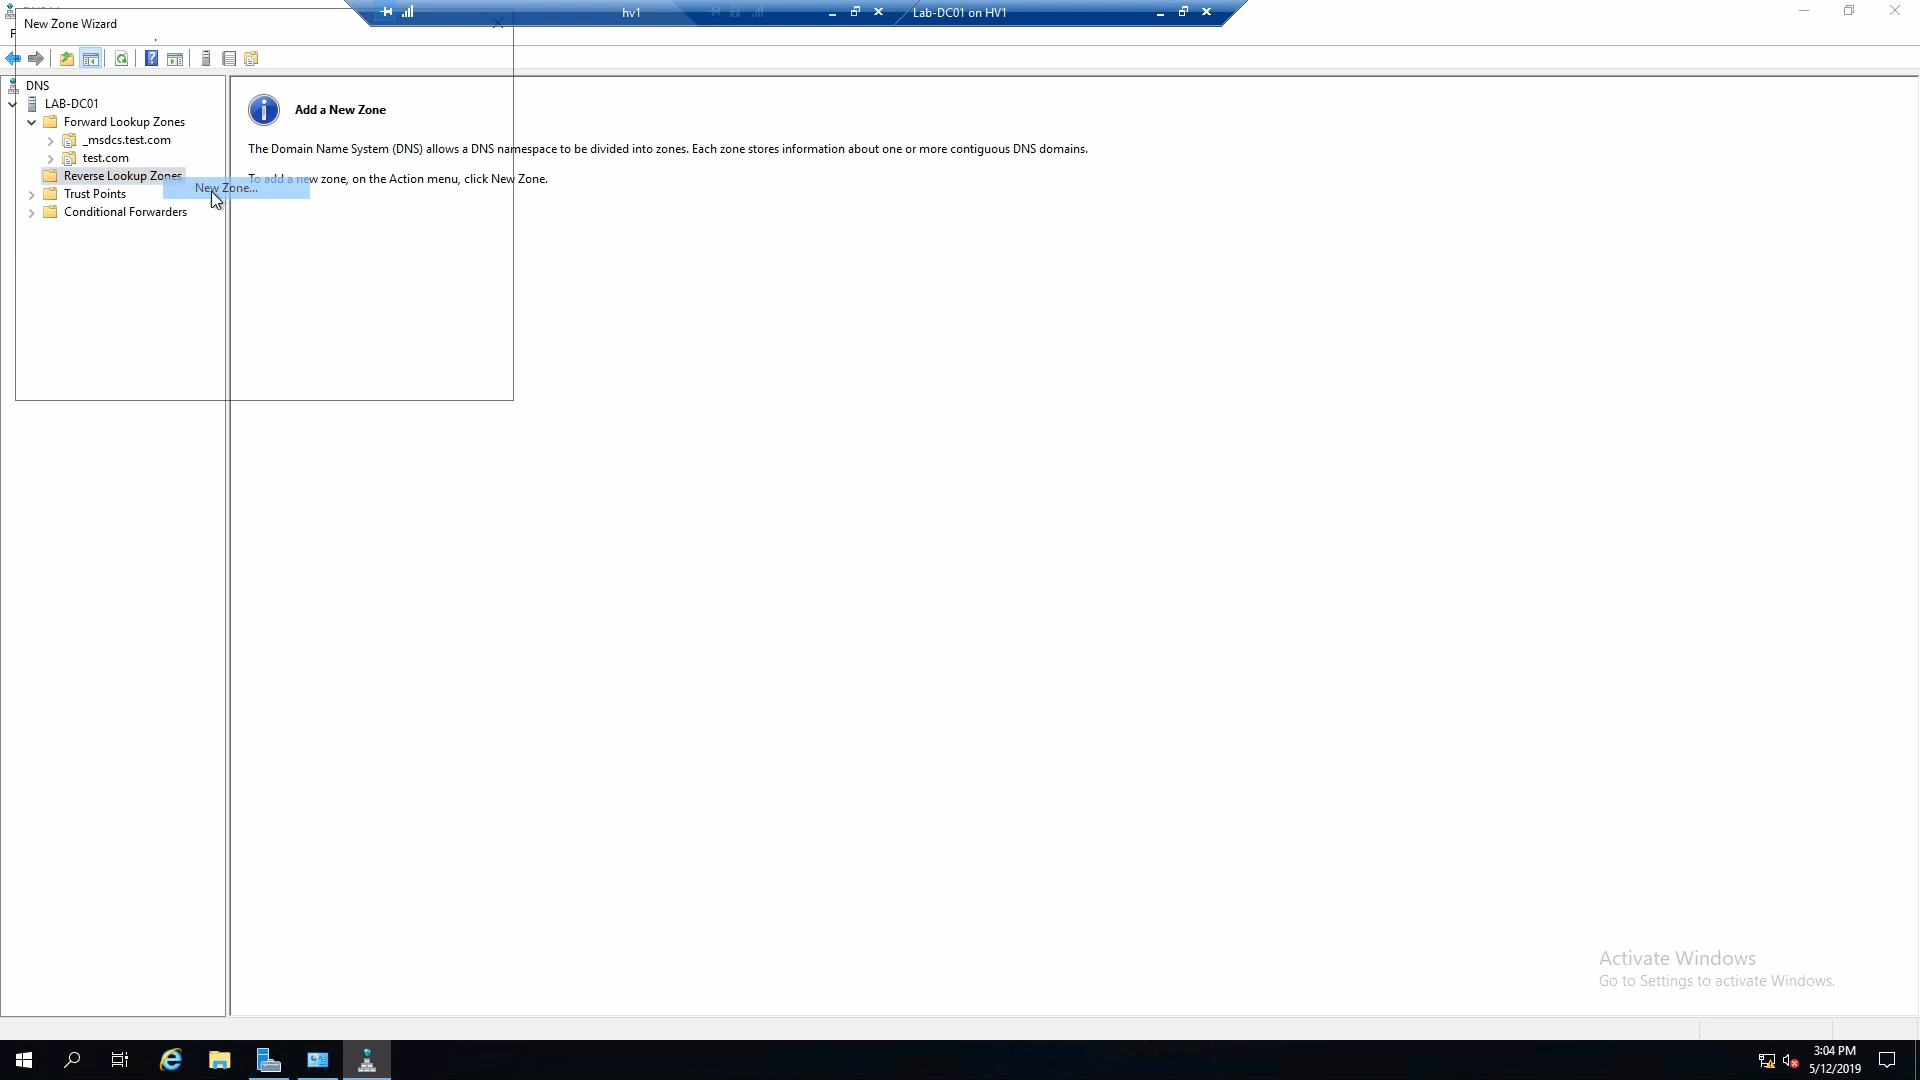 New Zone Wizard
hv1
Lab-DC01 on HV1
F
DNS
LAB-DC01
Forward Lookup Zones
_msdcs.test.com
test.com
Reverse Lookup Zones
New Zone...
Trust Points
Conditional Forwarders
Add a New Zone
The Domain Name System (DNS) allows a DNS namespace to be divided into zones. Each zone stores information about one or more contiguous DNS domains.
To add a new zone, on the Action menu, click New Zone.
Activate Windows
Go to Settings to activate Windows.
3:04 PM
5/12/2019